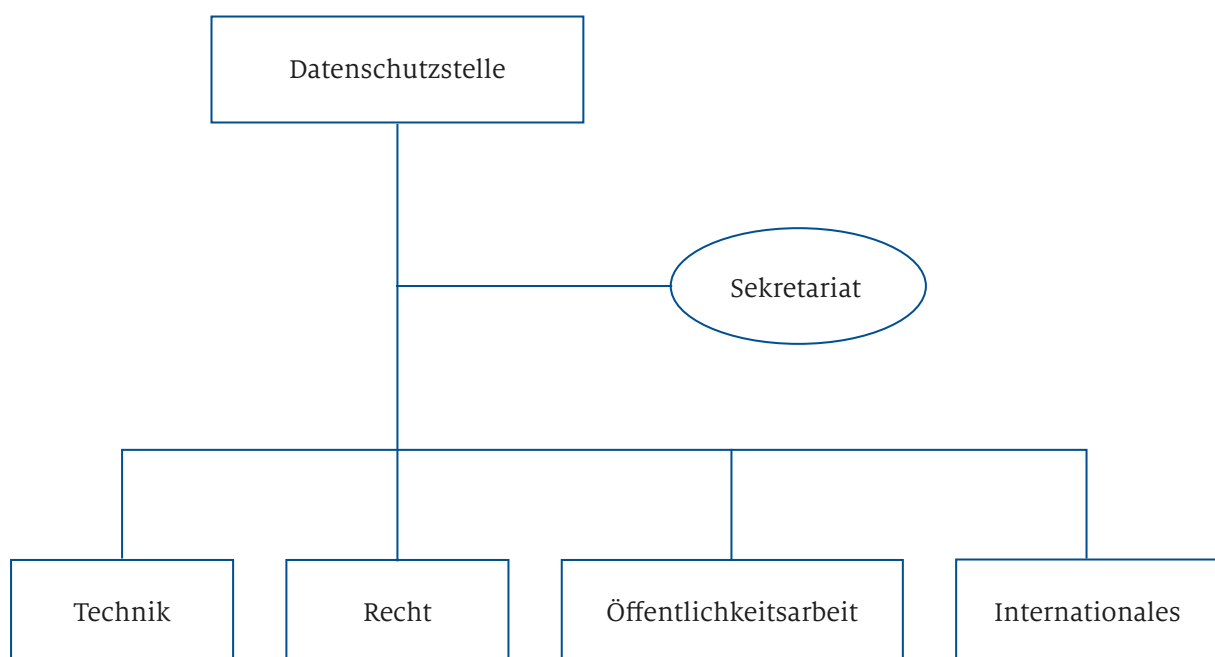 Datenschutzstelle
Sekretariat
Technik
Recht
Öffentlichkeitsarbeit
Internationales